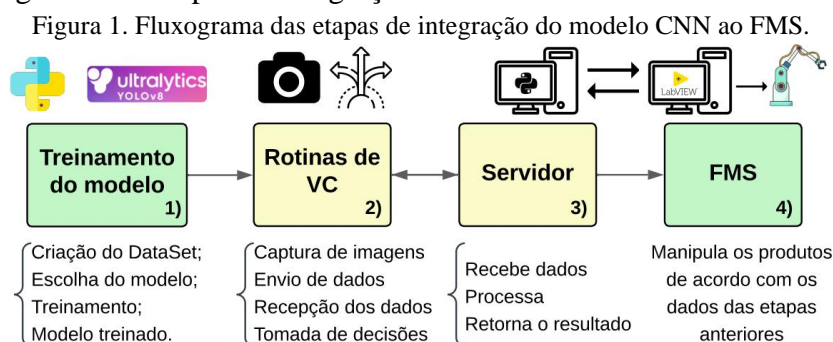 Figura 1. Fluxograma das etapas de integração do modelo CNN ao FMS.
ultralytics
YOLOv8
LabVIEW
Treinamento
do modelo
1)
Rotinas de
VC
2)
Servidor
3)
FMS
4)
Criação do DataSet;
Escolha do modelo;
Treinamento;
Modelo treinado.
Captura de imagens
Envio de dados
Recepção dos dados
Tomada de decisões
Recebe dados
Processa
Retorna o resultado
Manipula os produtos
de acordo com os
dados das etapas
anteriores